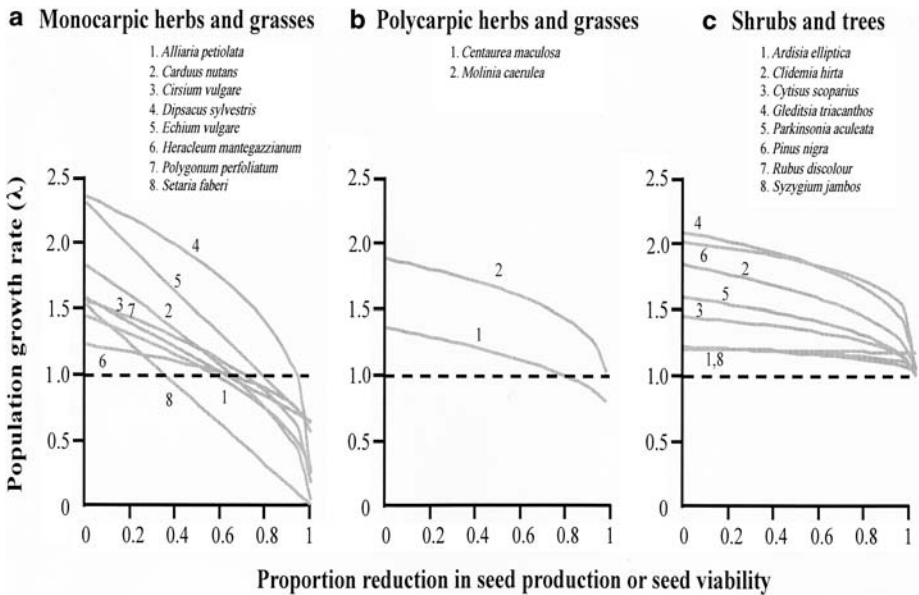 a Monocarpic herbs and grasses
1. Alliaria petiolata
2. Carduus nutans
3. Cirsium vulgare
4. Dipsacus sylvestris
5. Echium vulgare
6. Heracleum mantegazzianum
7. Polygonum perfoliatum
8. Setaria faberi
b Polycarpic herbs and grasses
1. Centaurea maculosa
2. Molinia caerulea
c Shrubs and trees
1. Ardisia elliptica
2. Clidemia hirta
3. Cytisus scoparius
4. Gleditsia triacanthos
5. Parkinsonia aculeata
6. Pinus nigra
7. Rubus discolour
8. Syzygium jambos
Population growth rate (λ)
2.5
2.0
1.5
1.0
0.5
0
4
5
3
7
2
6
8
1
0 0.2 0.4 0.6 0.8 1
2.5
2.0
1.5
1.0
0.5
0
2
1
0 0.2 0.4 0.6 0.8 1
2.5
2.0
1.5
1.0
0.5
0
4
6
2
5
3
1,8
0 0.2 0.4 0.6 0.8 1
Proportion reduction in seed production or seed viability